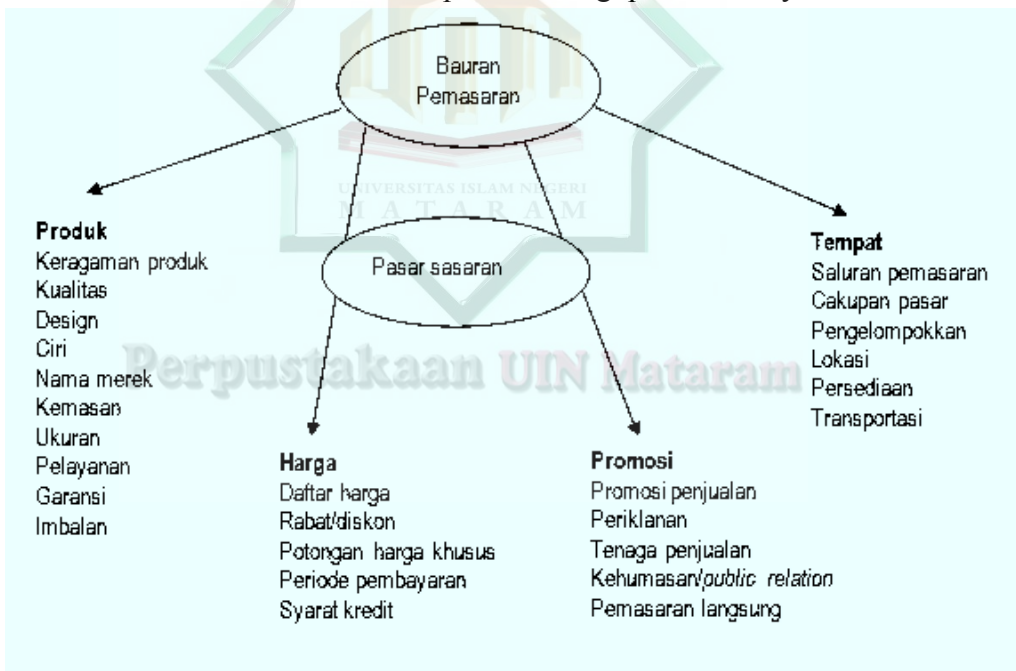 Bauran
Pemasaran
UNIVERSITAS ISLAM NEGERI
MATARAM
Pasar sasaran
Perpustakaan UIN Mataram
Produk
Keragaman produk
Kualitas
Design
Ciri
Nama merek
Kemasan
Ukuran
Pelayanan
Garansi
Imbalan
Harga
Daftar harga
Rabat/diskon
Potongan harga khusus
Periode pembayaran
Syarat kredit
Promosi
Promosi penjualan
Periklanan
Tenaga penjualan
Kehumasan/public relation
Pemasaran langsung
Tempat
Saluran pemasaran
Cakupan pasar
Pengelompokkan
Lokasi
Persediaan
Transportasi